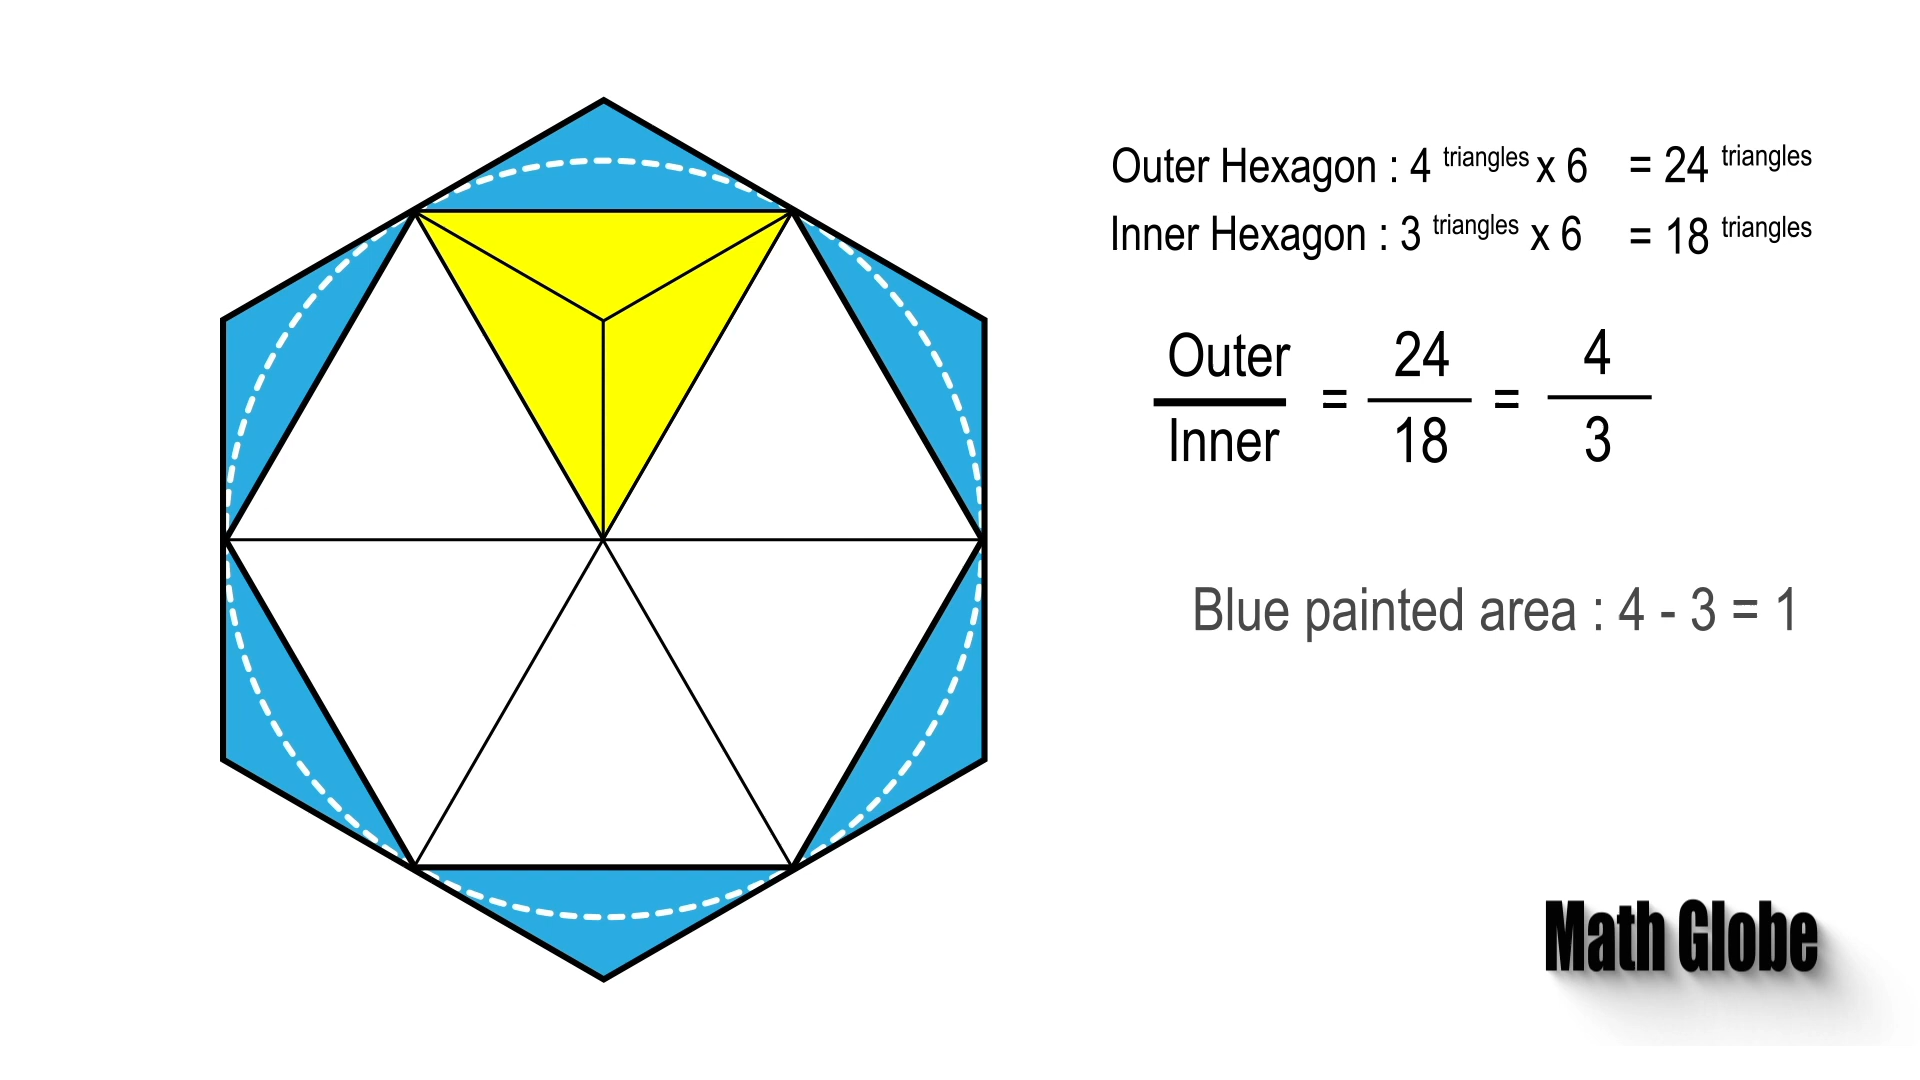 Outer Hexagon : 4 triangles x 6 = 24 triangles
Inner Hexagon : 3 triangles x 6 = 18 triangles
Outer / Inner = 24 / 18 = 4 / 3
Blue painted area : 4 - 3 = 1
Math Globe